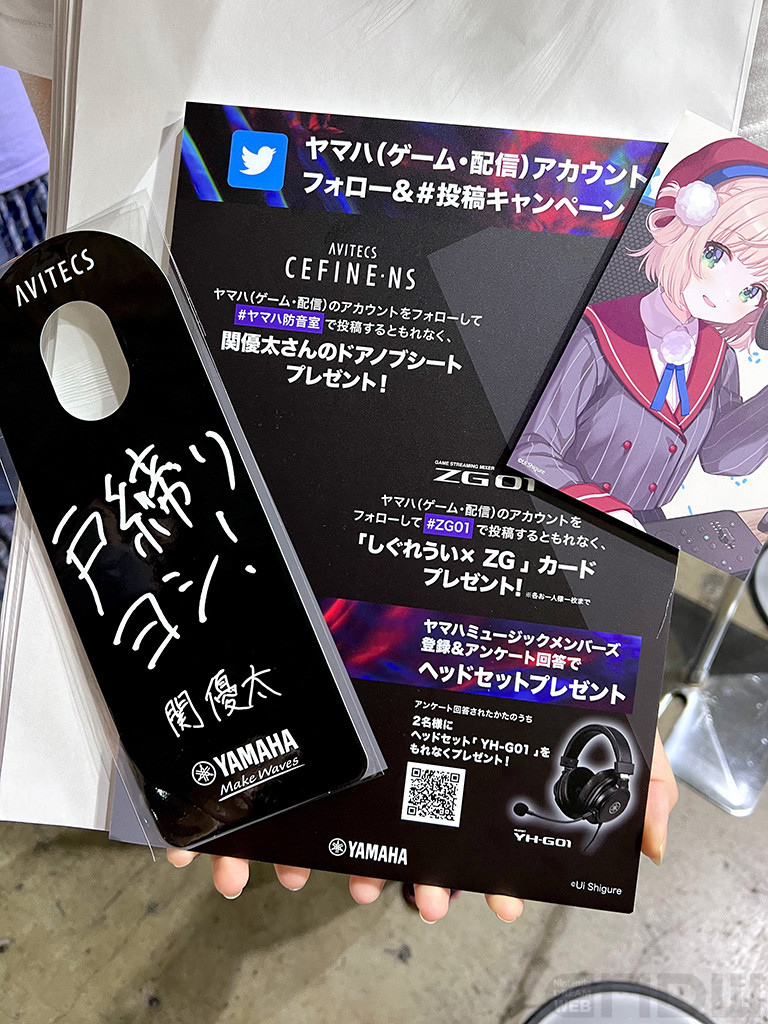 ヤマハ(ゲーム・配信)アカウント
フォロー&#投稿キャンペーン
AVITECS
CEFINE・NS
ヤマハ(ゲーム・配信)のアカウントをフォローして
#ヤマハ防音室で投稿するともれなく、
関優太さんのドアノブシート
プレゼント!
GAME STREAMING MIXER
ZG01
ヤマハ(ゲーム・配信)のアカウントを
フォローして#ZG01で投稿するともれなく、
「しぐれうい×ZG」カード
プレゼント!※各お一人様一枚まで
ヤマハミュージックメンバーズ
登録&アンケート回答で
ヘッドセットプレゼント
アンケート回答されたかたのうち
2名様に
ヘッドセット「YH-G01」を
もれなくプレゼント!
YH-G01
YAMAHA
©Ui Shigure
AVITECS
戸締り
ヨシ!
関優太
YAMAHA
Make Waves
©Ui Shigure
Nintendo
DREAM
WEB